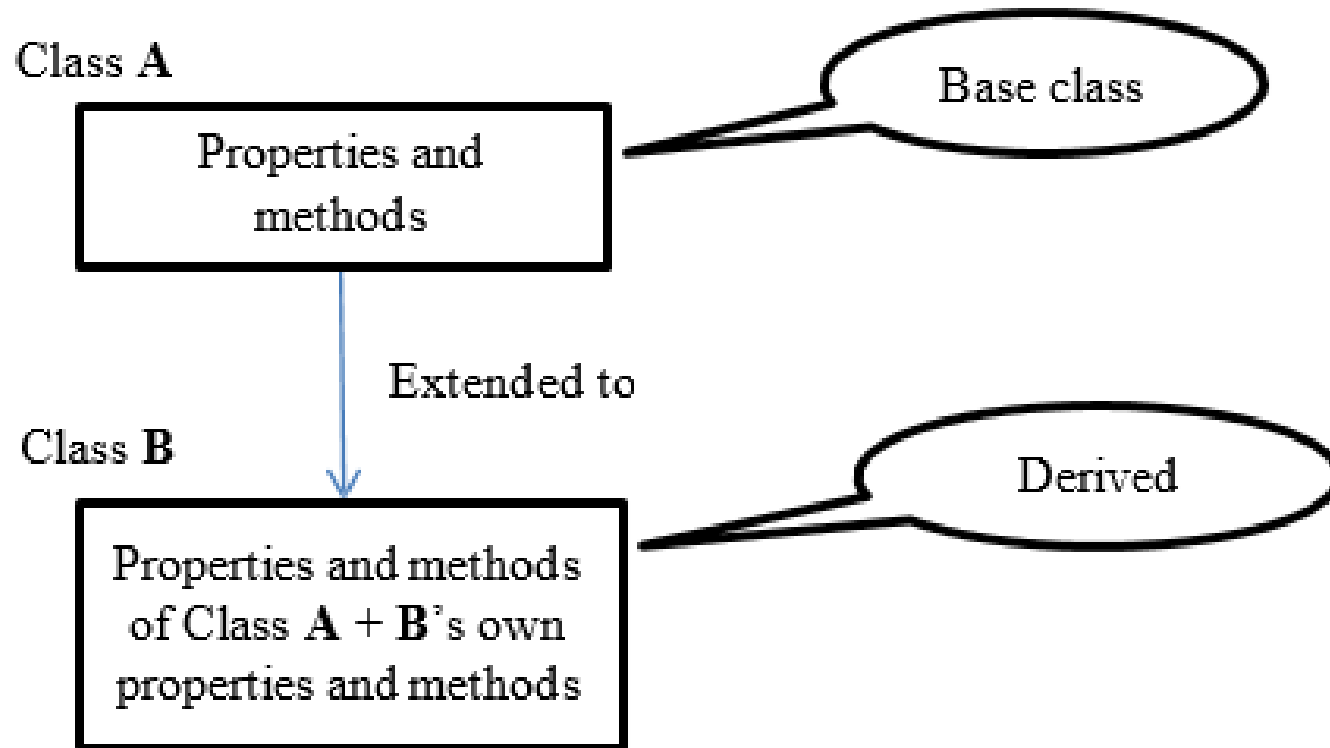 Class A
Base class
Properties and
methods
Extended to
Class B
Derived
Properties and methods
of Class A + B's own
properties and methods